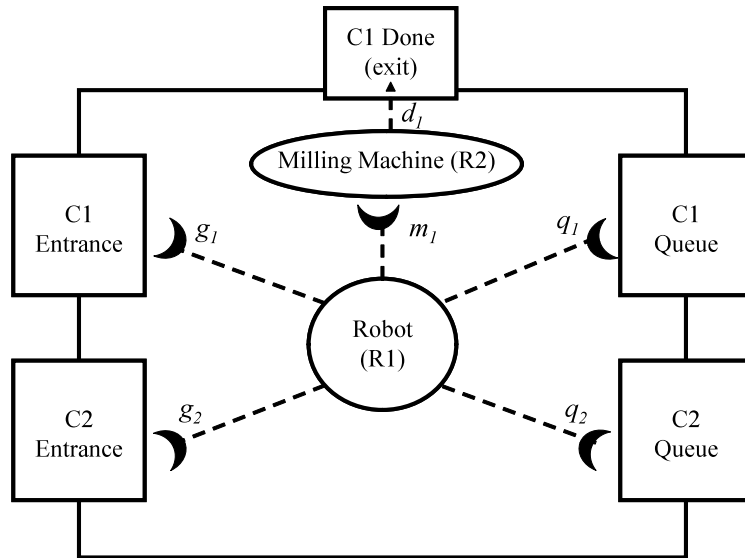 C1 Done
(exit)
d1
Milling Machine (R2)
C1
Entrance
g1
m1
q1
C1
Queue
Robot
(R1)
C2
Entrance
g2
q2
C2
Queue